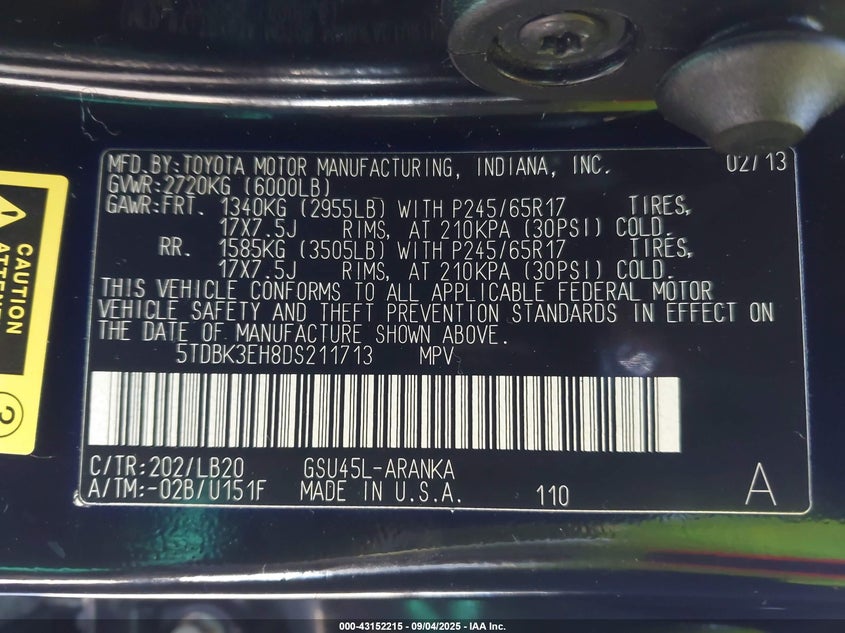 MFD.BY:TOYOTA MOTOR MANUFACTURING, INDIANA, INC. 02/13
GVWR:2720KG (6000LB)
GAWR:FRT. 1340KG (2955LB) WITH P245/65R17 TIRES,
17X7.5J RIMS, AT 210KPA (30PSI) COLD.
RR. 1585KG (3505LB) WITH P245/65R17 TIRES,
17X7.5J RIMS, AT 210KPA (30PSI) COLD.
THIS VEHICLE CONFORMS TO ALL APPLICABLE FEDERAL MOTOR
VEHICLE SAFETY AND THEFT PREVENTION STANDARDS IN EFFECT ON
THE DATE OF MANUFACTURE SHOWN ABOVE.
5TDBK3EH8DS211713 MPV
C/TR:202/LB20 GSU45L-ARANKA
A/TM:-02B/U151F MADE IN U.S.A. 110 A
CAUTION
000-43152215 - 09/04/2025 - IAA Inc.